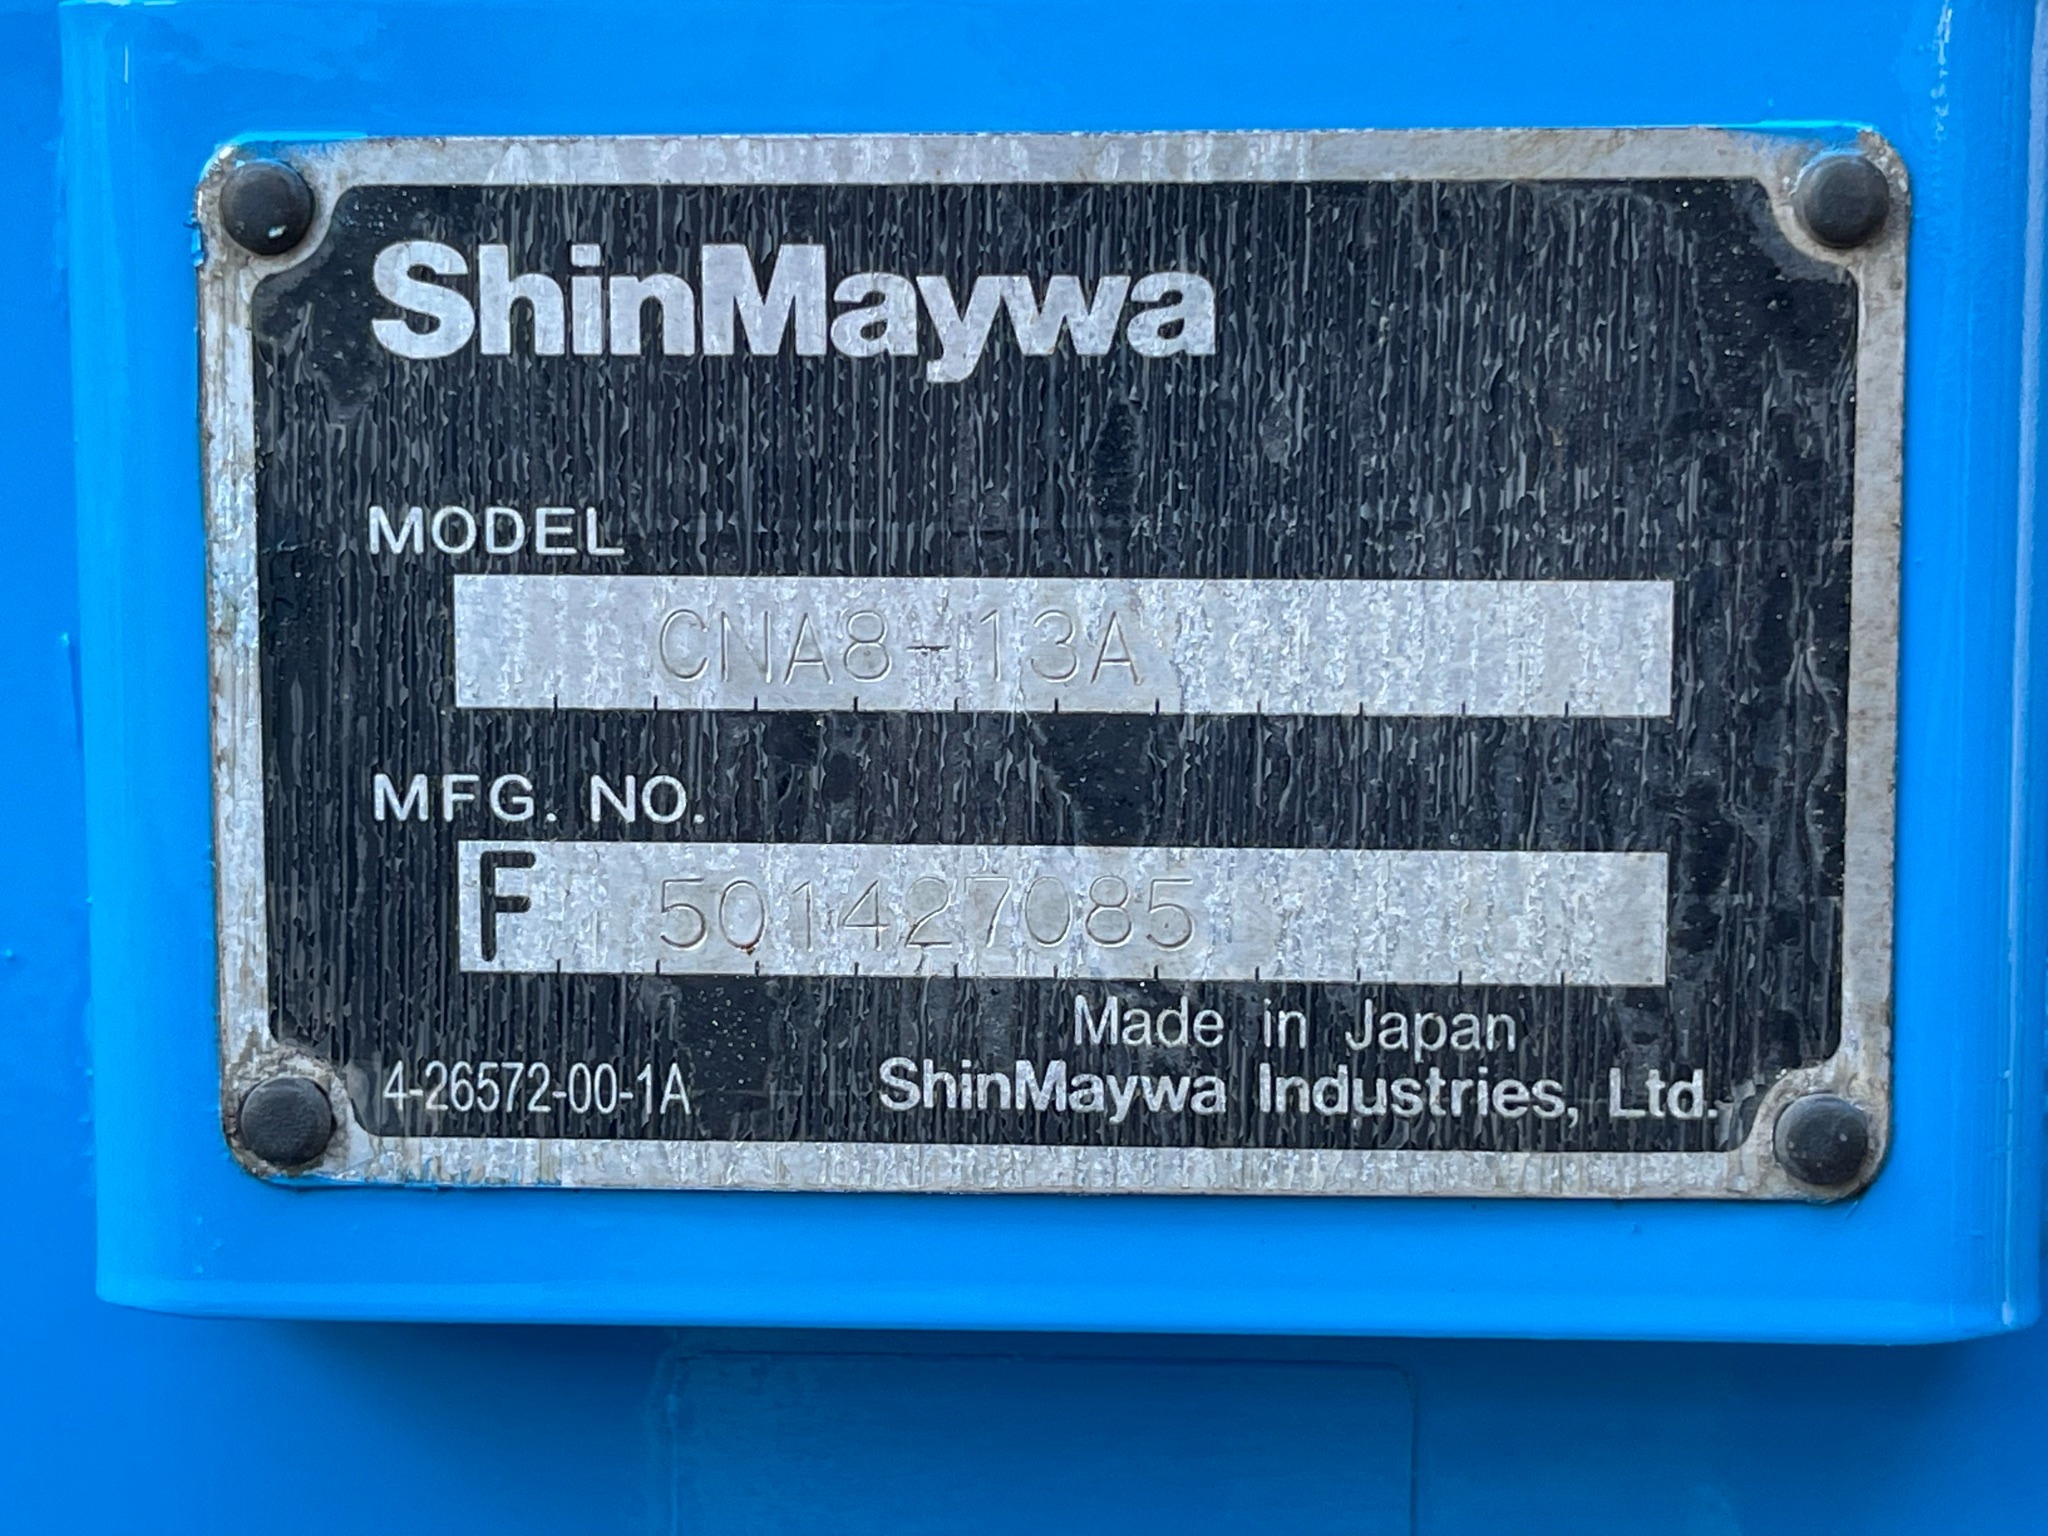 ShinMaywa
MODEL
CNA8-13A
MFG. NO.
F 501427085
Made in Japan
4-26572-00-1A ShinMaywa Industries, Ltd.